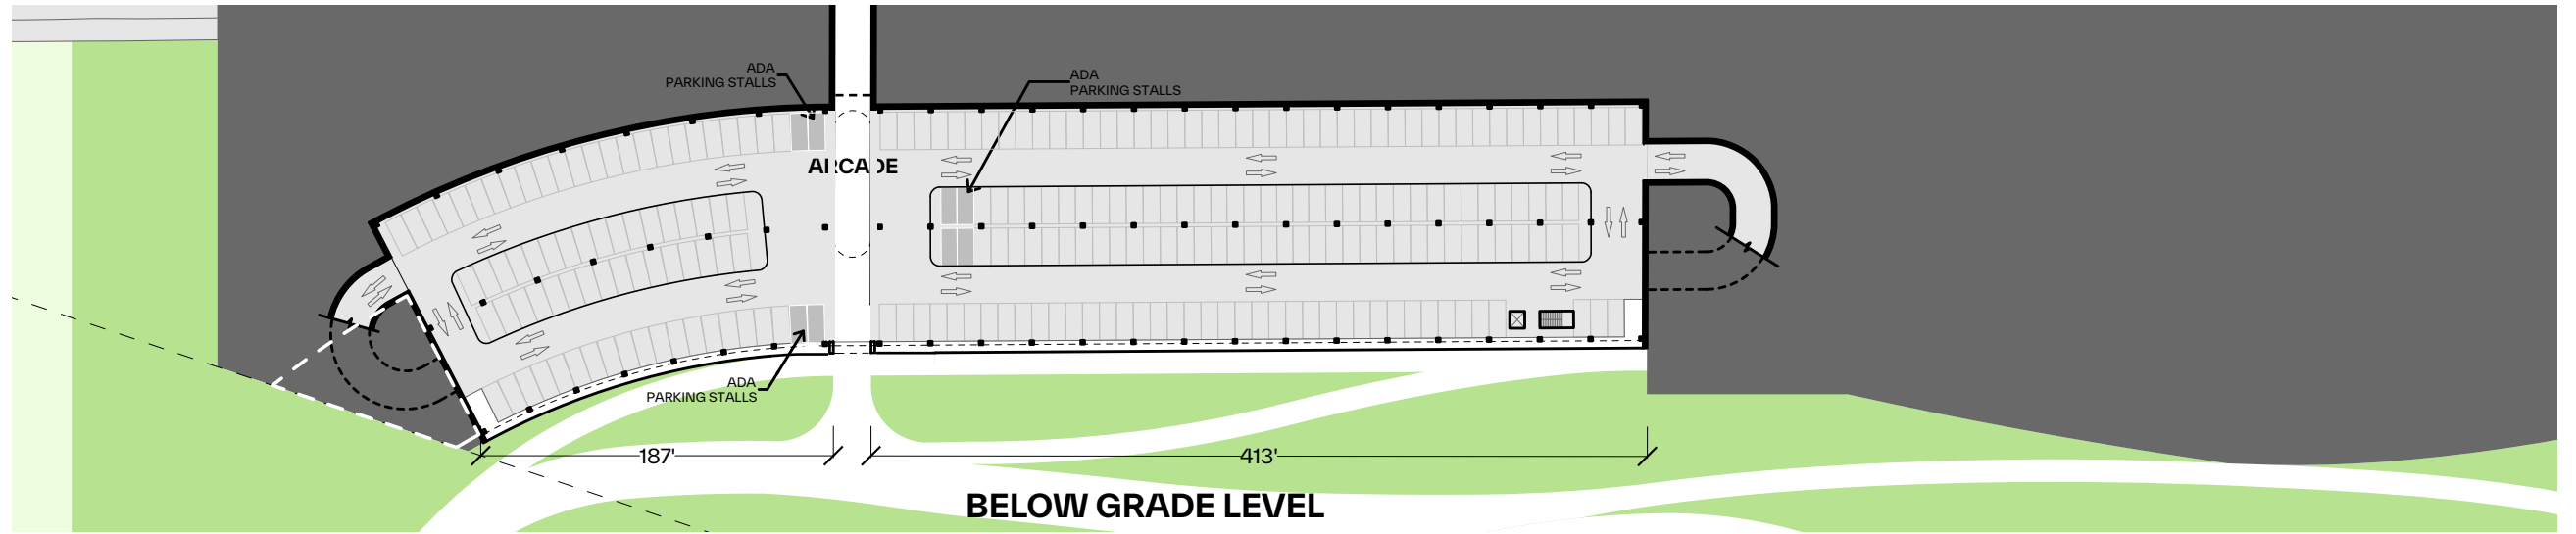 ADA
PARKING STALLS
ADA
PARKING STALLS
ARCADE
ADA
PARKING STALLS
187'
413'
BELOW GRADE LEVEL